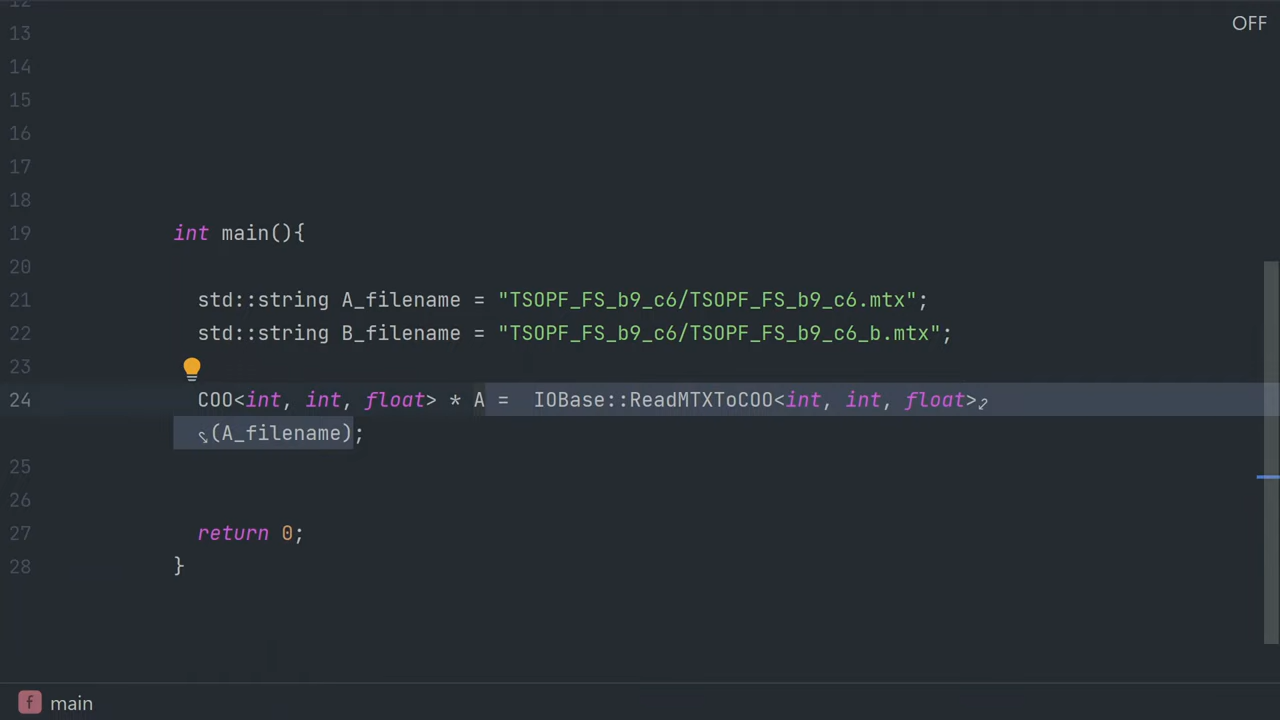 12
OFF
13
14
15
16
17
18
19 int main(){
20
21 std::string A_filename = "TSOPF_FS_b9_c6/TSOPF_FS_b9_c6.mtx";
22 std::string B_filename = "TSOPF_FS_b9_c6/TSOPF_FS_b9_c6_b.mtx";
23
24 COO<int, int, float> * A =  IOBase::ReadMTXToCOO<int, int, float>
(A_filename);
25
26
27 return 0;
28 }
f main